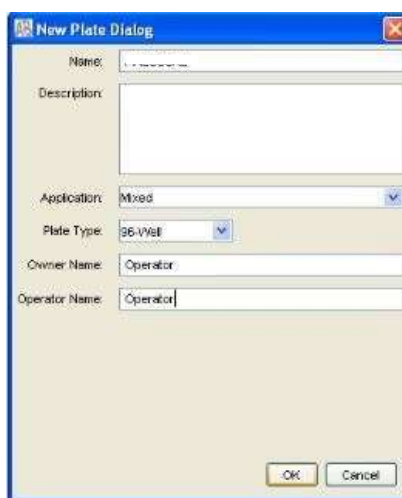 New Plate Dialog
Name:
Description:
Application: Mixed
Plate Type: 96-Well
Owner Name: Operator
Operator Name: Operator
OK Cancel